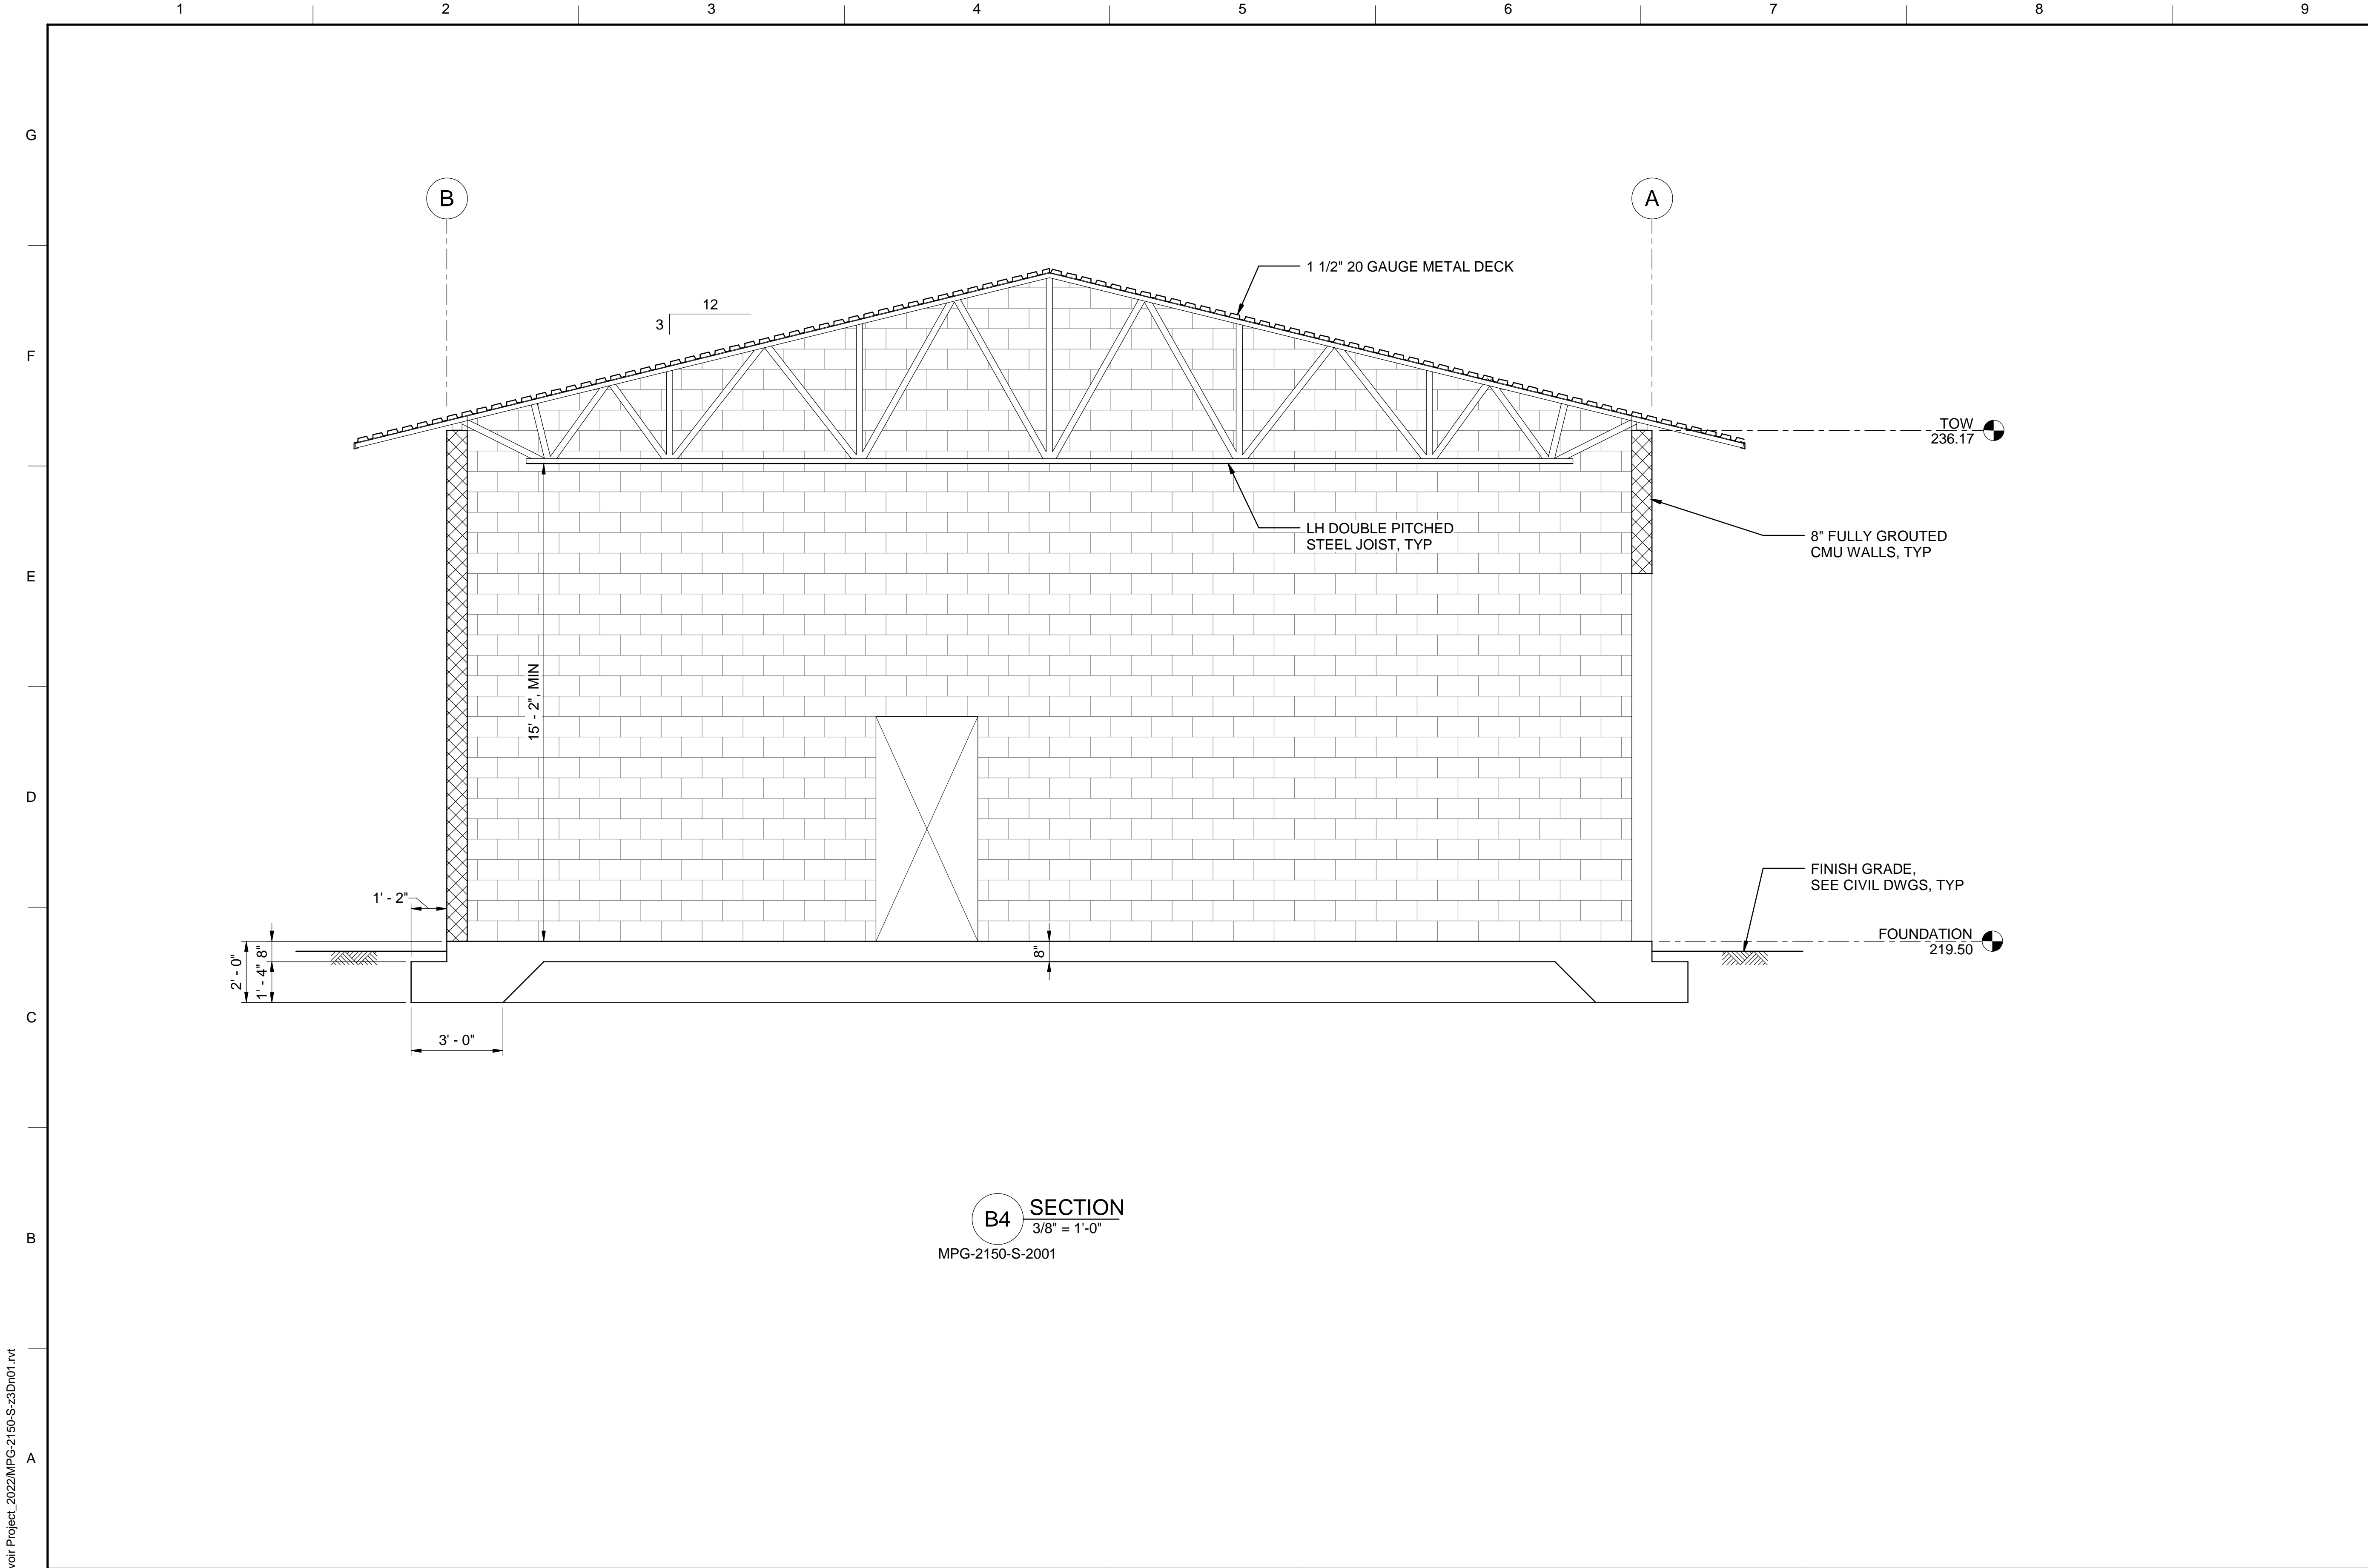 1 2 3 4 5 6 7 8 9
G
B A
1 1/2" 20 GAUGE METAL DECK
12
3
F
TOW
236.17
LH DOUBLE PITCHED
STEEL JOIST, TYP
8" FULLY GROUTED
CMU WALLS, TYP
E
15' - 2", MIN
D
FINISH GRADE,
SEE CIVIL DWGS, TYP
1' - 2"
FOUNDATION
219.50
2' - 0"
1' - 4"
8"
8"
C
3' - 0"
B4 SECTION
3/8" = 1'-0"
MPG-2150-S-2001
B
A
voir Project_2022/MPG-2150-S-z3Dn01.rvt